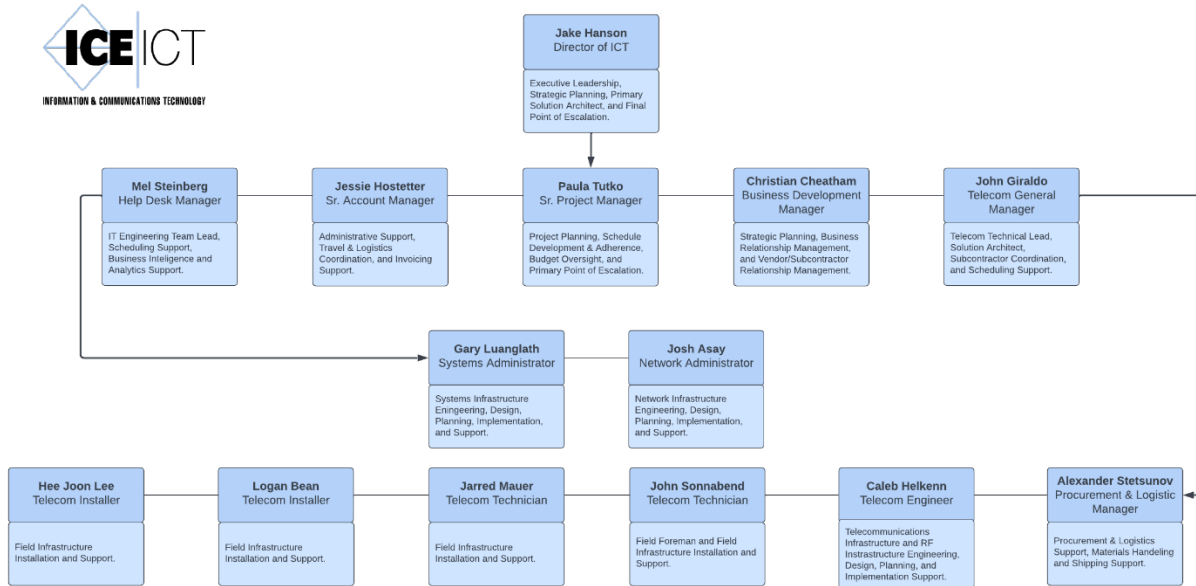 ICE ICT
INFORMATION & COMMUNICATIONS TECHNOLOGY
Jake Hanson
Director of ICT
Executive Leadership,
Strategic Planning, Primary
Solution Architect, and Final
Point of Escalation.
Mel Steinberg
Help Desk Manager
IT Engineering Team Lead,
Scheduling Support,
Business Inteligence and
Analytics Support.
Jessie Hostetter
Sr. Account Manager
Administrative Support,
Travel & Logistics
Coordination, and Invoicing
Support.
Paula Tutko
Sr. Project Manager
Project Planning, Schedule
Development & Adherence,
Budget Oversight, and
Primary Point of Escalation.
Christian Cheatham
Business Development
Manager
Strategic Planning, Business
Relationship Management,
and Vendor/Subcontractor
Relationship Management.
John Giraldo
Telecom General
Manager
Telecom Technical Lead,
Solution Architect,
Subcontractor Coordination,
and Scheduling Support.
Gary Luanglath
Systems Administrator
Systems Infrastructure
Eningeering, Design,
Planning, Implementation,
and Support.
Josh Asay
Network Administrator
Network Infrastructure
Engineering, Design,
Planning, Implementation,
and Support.
Hee Joon Lee
Telecom Installer
Field Infrastructure
Installation and Support.
Logan Bean
Telecom Installer
Field Infrastructure
Installation and Support.
Jarred Mauer
Telecom Technician
Field Infrastructure
Installation and Support.
John Sonnabend
Telecom Technician
Field Foreman and Field
Infrastructure Installation and
Support.
Caleb Helkenn
Telecom Engineer
Telecommunications
Infrastructure and RF
Instrastructure Engineering,
Design, Planning, and
Implementation Support.
Alexander Stetsunov
Procurement & Logistic
Manager
Procurement & Logistics
Support, Materials Handeling
and Shipping Support.